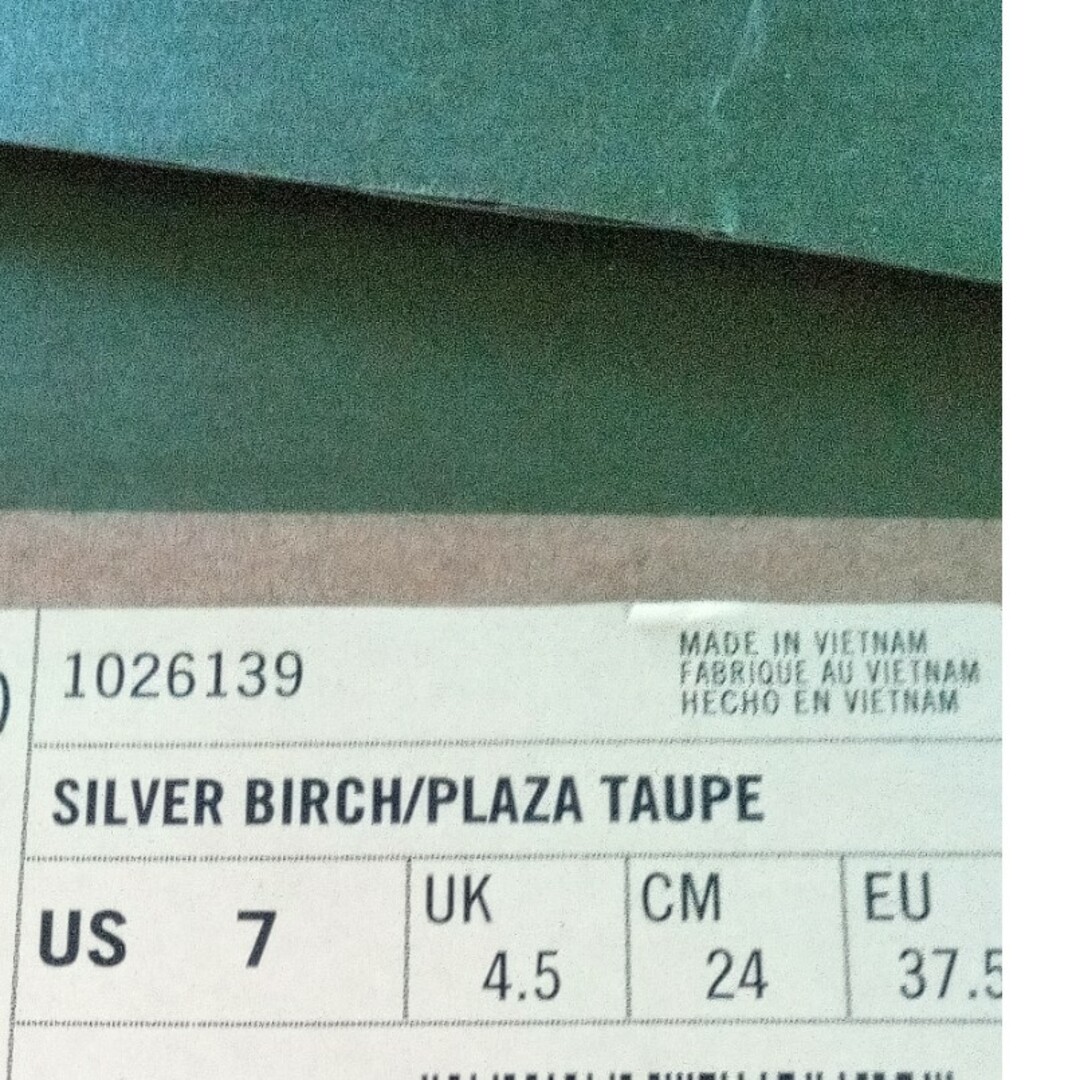 1026139
MADE IN VIETNAM
FABRIQUE AU VIETNAM
HECHO EN VIETNAM
SILVER BIRCH/PLAZA TAUPE
US 7
UK 4.5
CM 24
EU 37.5